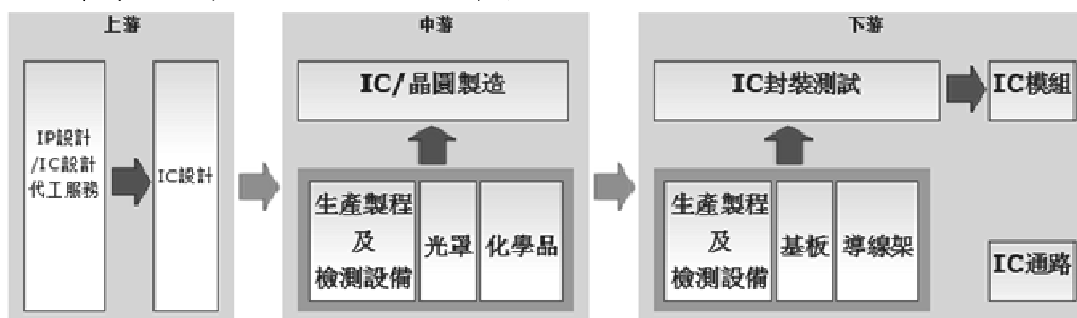 上游
IP設計
/IC設計
代工服務
IC設計
中游
IC/晶圓製造
生產製程
及
檢測設備
光罩
化學品
下游
IC封裝測試
IC模組
生產製程
及
檢測設備
基板
導線架
IC通路